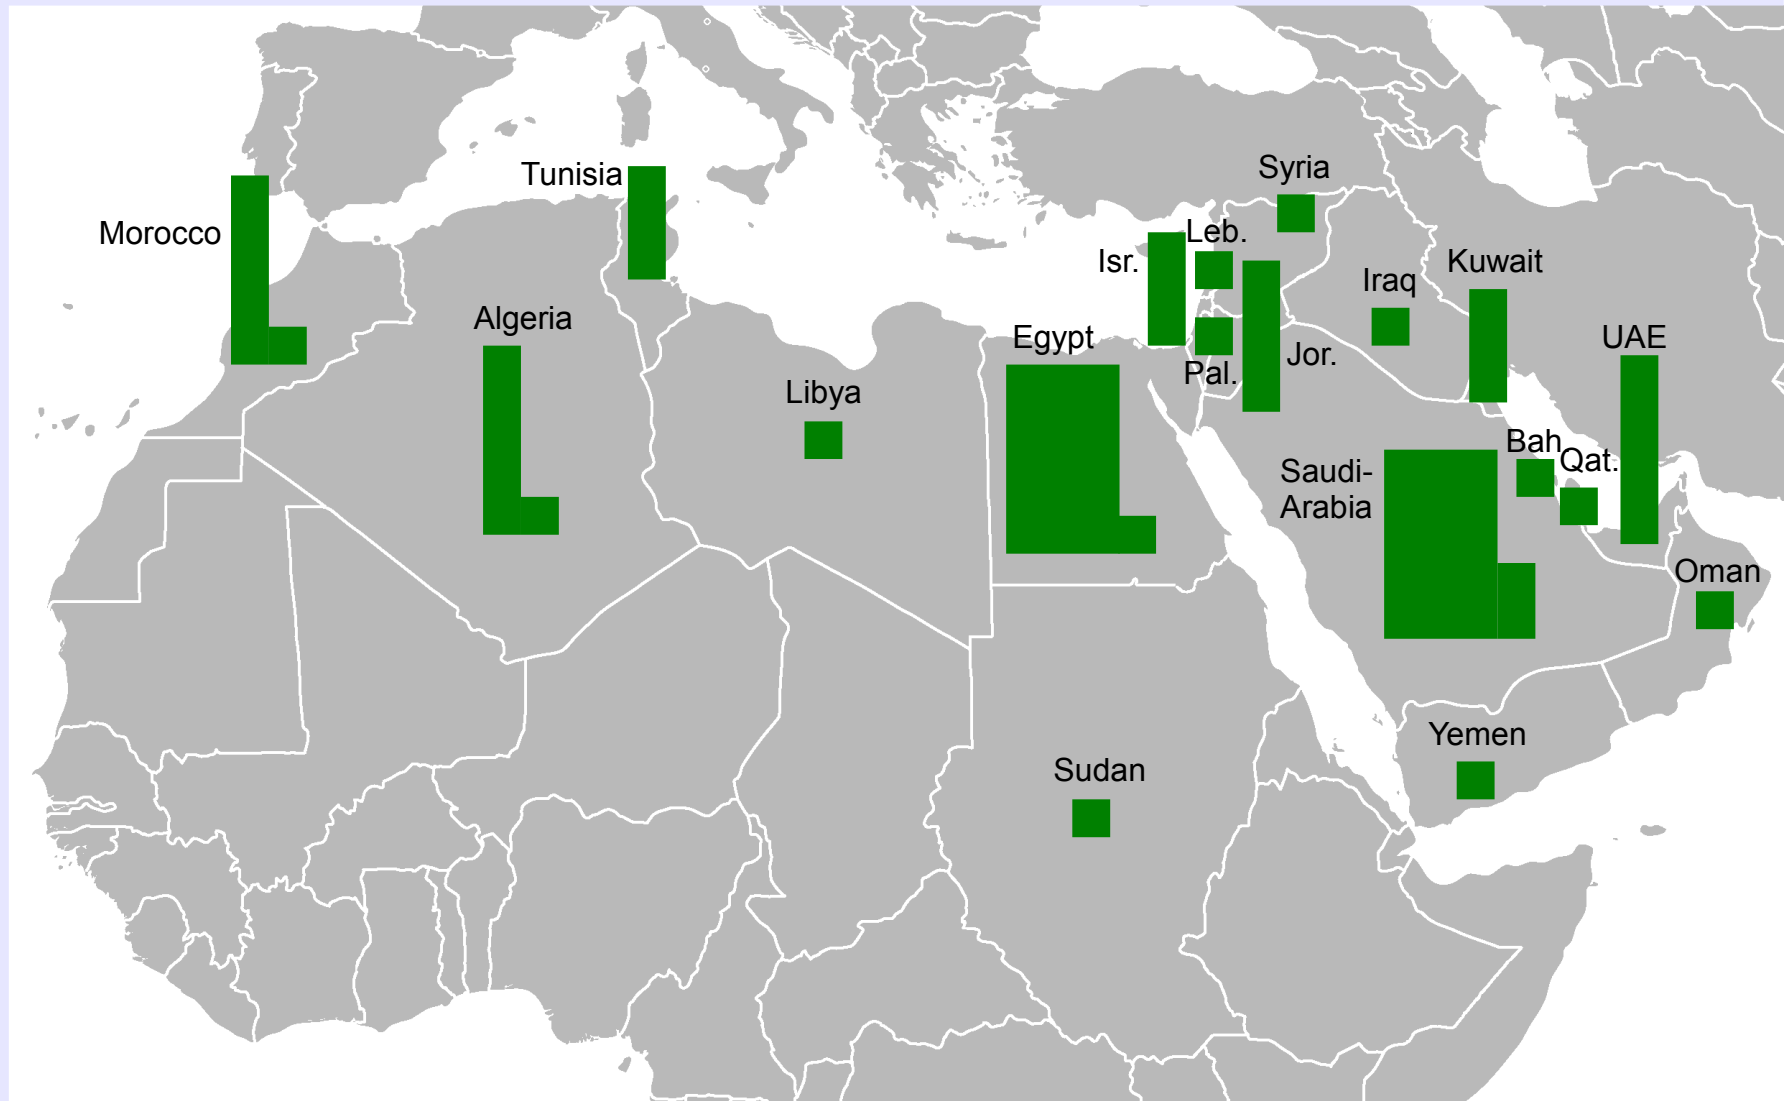 Syria
Tunisia
Leb.
Morocco
Isr.
Kuwait
Iraq
Algeria
Egypt
UAE
Jor.
Pal.
Libya
Bah
Qat.
Saudi-
Arabia
Oman
Yemen
Sudan